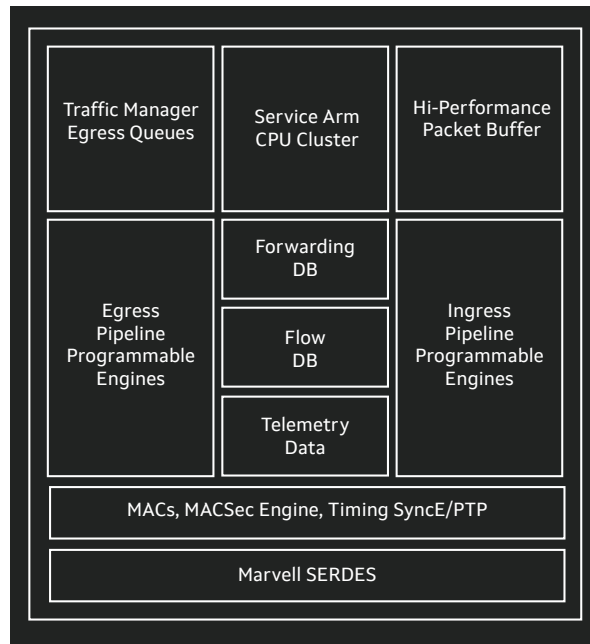 Traffic Manager
Egress Queues
Service Arm
CPU Cluster
Hi-Performance
Packet Buffer
Egress
Pipeline
Programmable
Engines
Forwarding
DB
Flow
DB
Telemetry
Data
Ingress
Pipeline
Programmable
Engines
MACs, MACSec Engine, Timing SyncE/PTP
Marvell SERDES